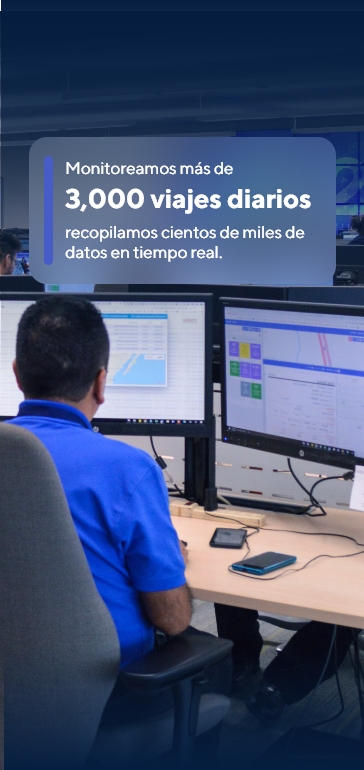 Monitoreamos más de
3,000 viajes diarios
recopilamos cientos de miles de
datos en tiempo real.